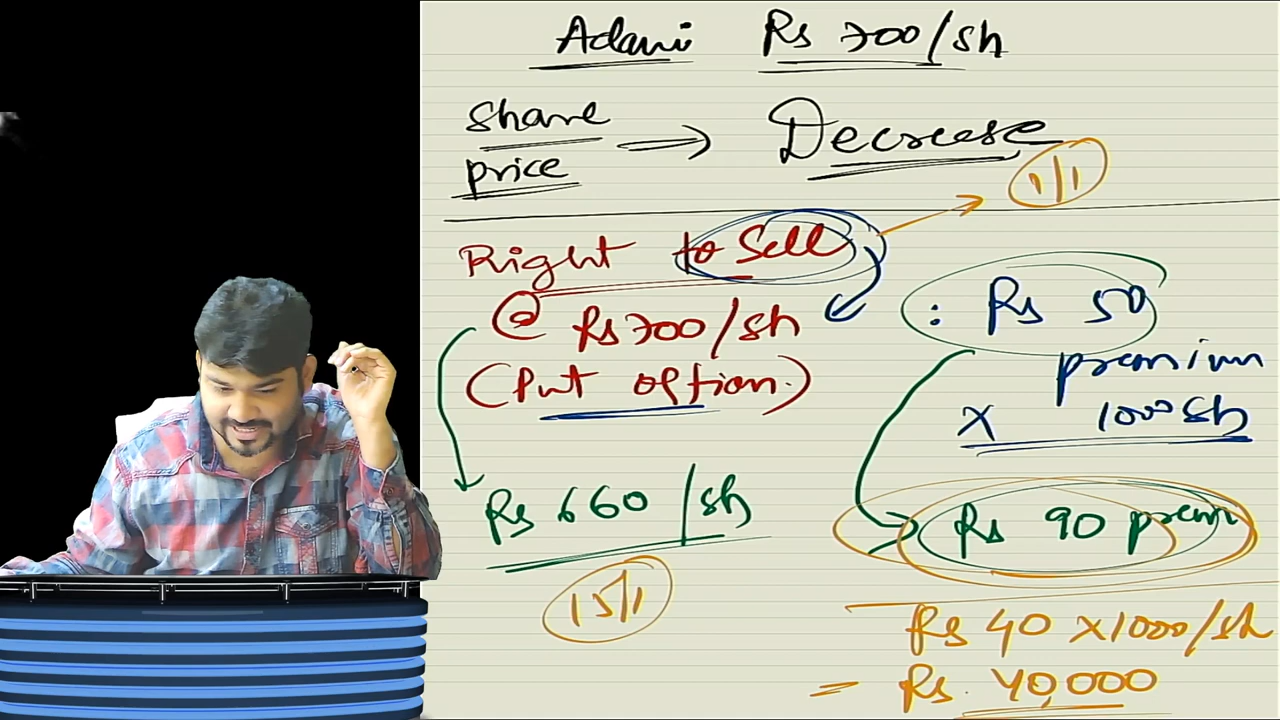 Adani Rs 700/sh
Share price ⇒ Decrease
1/1
Right to Sell
@ Rs 700/sh
(Put option.)
: Rs 50
premium
x 1000 sh
Rs 660/sh
15/1
Rs 90 prem
Rs 40 x 1000/sh
= Rs. 40,000